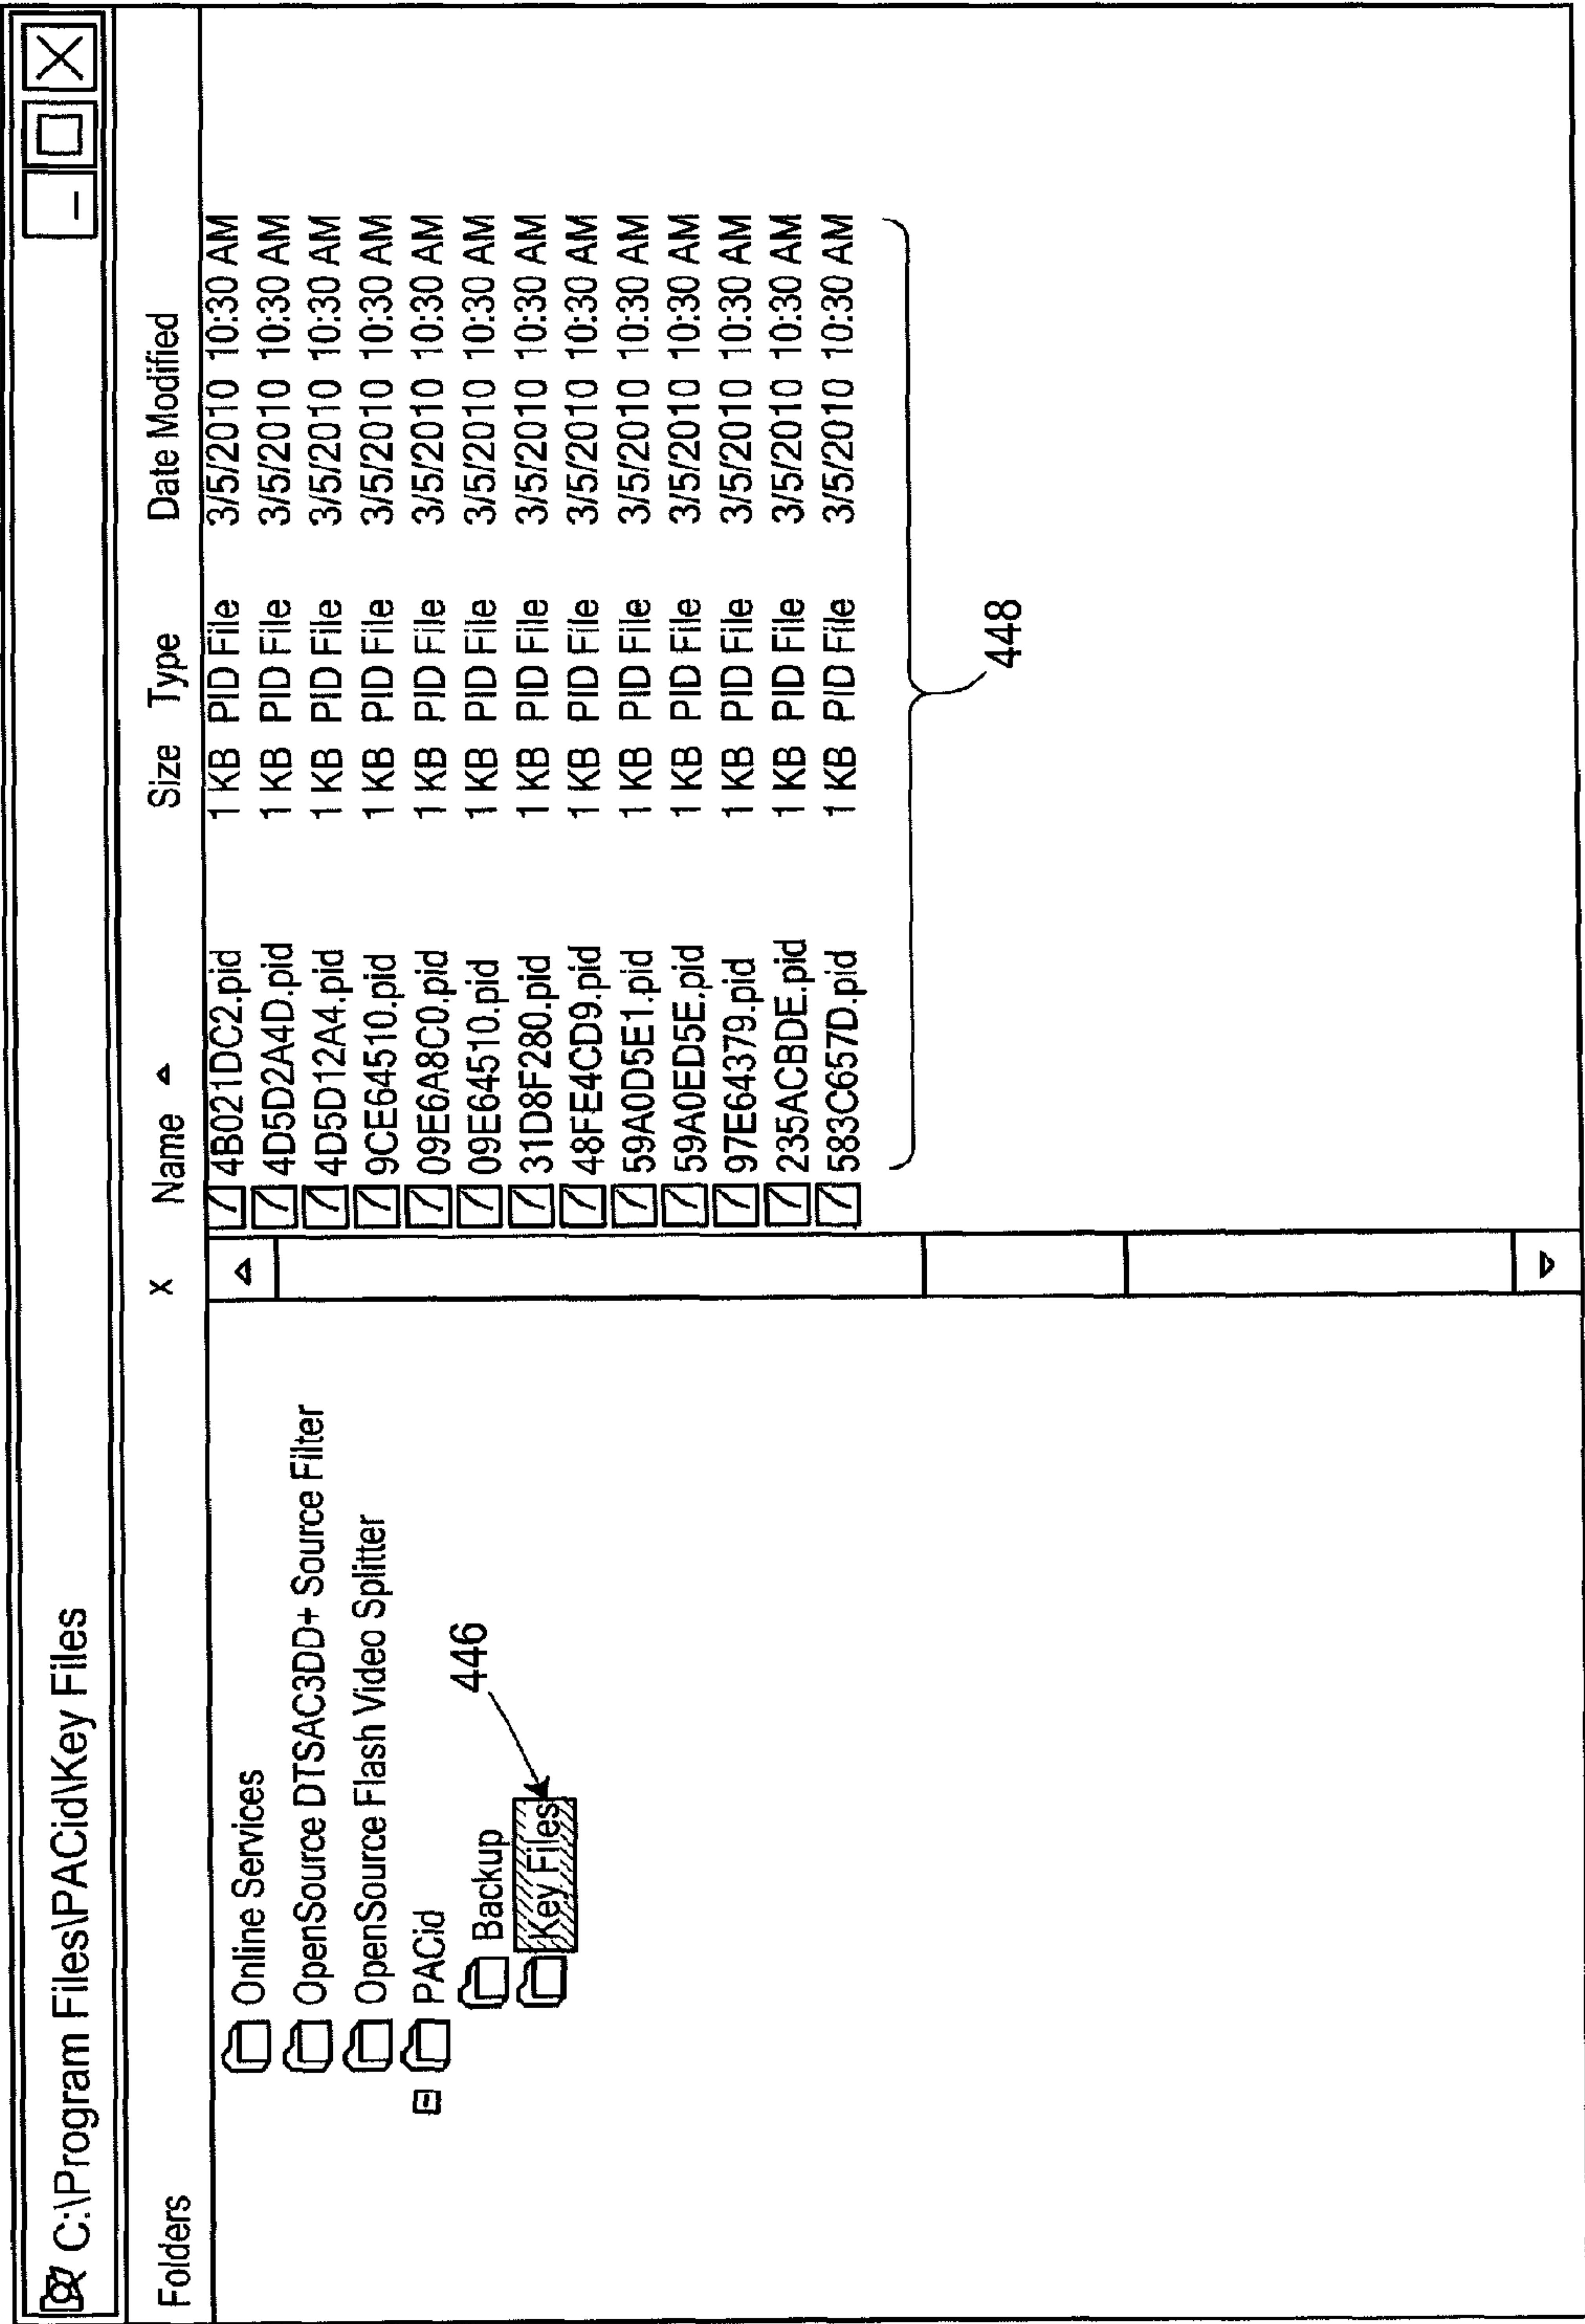 C:\Program Files\PACid\Key Files
Folders X
Online Services
OpenSource DTSAC3DD+ Source Filter
OpenSource Flash Video Splitter
PACid
Backup
Key Files
446
Name Size Type Date Modified
4B021DC2.pid 1 KB PID File 3/5/2010 10:30 AM
4D5D2A4D.pid 1 KB PID File 3/5/2010 10:30 AM
4D5D12A4.pid 1 KB PID File 3/5/2010 10:30 AM
9CE64510.pid 1 KB PID File 3/5/2010 10:30 AM
09E6A8C0.pid 1 KB PID File 3/5/2010 10:30 AM
09E64510.pid 1 KB PID File 3/5/2010 10:30 AM
31D8F280.pid 1 KB PID File 3/5/2010 10:30 AM
48FE4CD9.pid 1 KB PID File 3/5/2010 10:30 AM
59A0D5E1.pid 1 KB PID File 3/5/2010 10:30 AM
59A0ED5E.pid 1 KB PID File 3/5/2010 10:30 AM
97E64379.pid 1 KB PID File 3/5/2010 10:30 AM
235ACBDE.pid 1 KB PID File 3/5/2010 10:30 AM
583C657D.pid 1 KB PID File 3/5/2010 10:30 AM
448